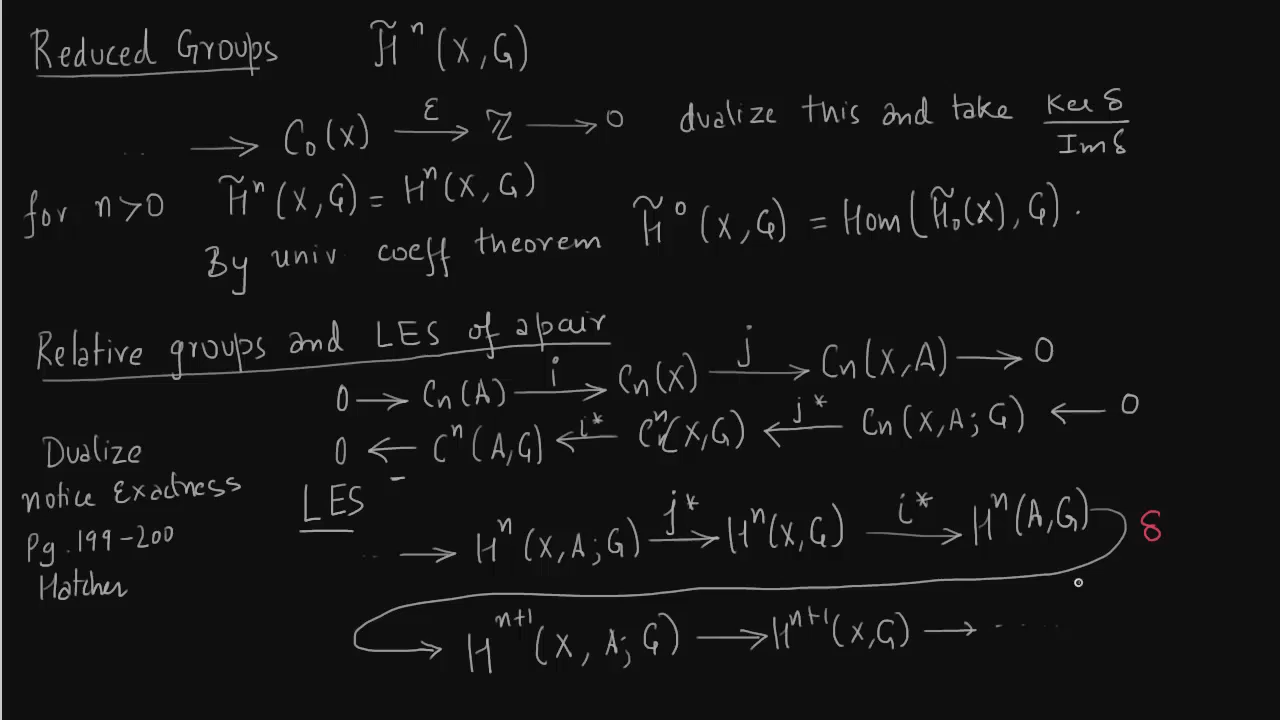 Reduced Groups H̃ⁿ(X,G)
⟶ C₀(X) —ε→ ℤ ⟶ 0 dualize this and take Ker δ / Im δ
for n>0 H̃ⁿ(X,G) = Hⁿ(X,G)
By univ coeff theorem H̃⁰(X,G) = Hom(H̃₀(X),G).
Relative groups and LES of a pair
0 ⟶ Cn(A) —i→ Cn(X) —j→ Cn(X,A) ⟶ 0
0 ⟵ Cⁿ(A,G) ←i*— Cⁿ(X,G) ←j*— Cn(X,A;G) ⟵ 0
Dualize
notice Exactness
Pg. 199-200
Hatcher
LES
... ⟶ Hⁿ(X,A;G) —j*→ Hⁿ(X,G) —i*→ Hⁿ(A,G) δ
⟶ Hⁿ⁺¹(X,A;G) ⟶ Hⁿ⁺¹(X,G) ⟶ .....